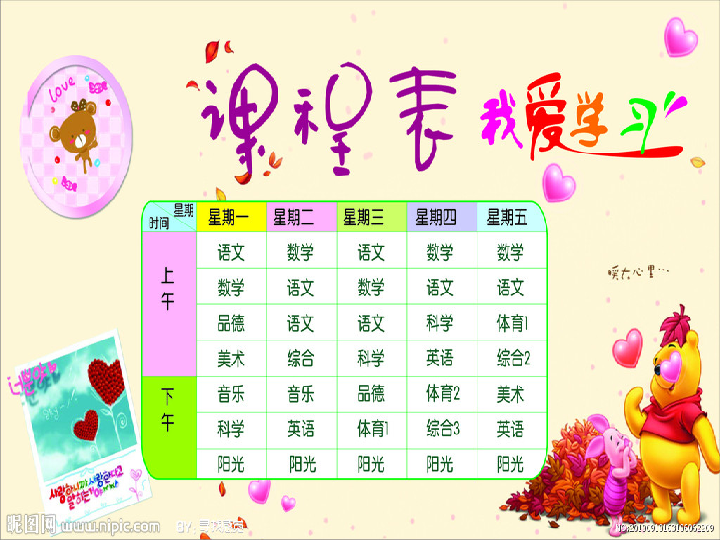 课程表 我爱学习
Love
星期 时间 星期一 星期二 星期三 星期四 星期五
上午
语文 数学 语文 数学 数学
数学 语文 数学 语文 语文
品德 语文 语文 科学 体育1
美术 综合 科学 英语 综合2
下午
音乐 音乐 品德 体育2 美术
科学 英语 体育1 综合3 英语
阳光 阳光 阳光 阳光 阳光
暖在心里...
昵图网 www.nipic.com